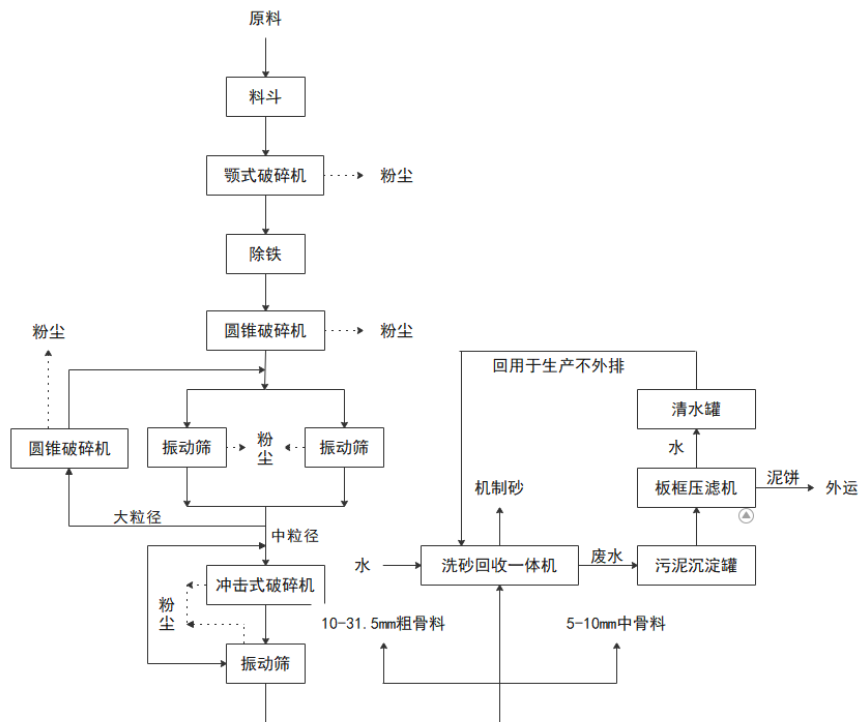 原料
料斗
颚式破碎机
粉尘
除铁
圆锥破碎机
粉尘
粉尘
圆锥破碎机
振动筛
粉
尘
振动筛
大粒径
中粒径
冲击式破碎机
粉
尘
振动筛
回用于生产不外排
清水罐
水
板框压滤机
泥饼
外运
机制砂
水
洗砂回收一体机
废水
污泥沉淀罐
10-31.5mm粗骨料
5-10mm中骨料